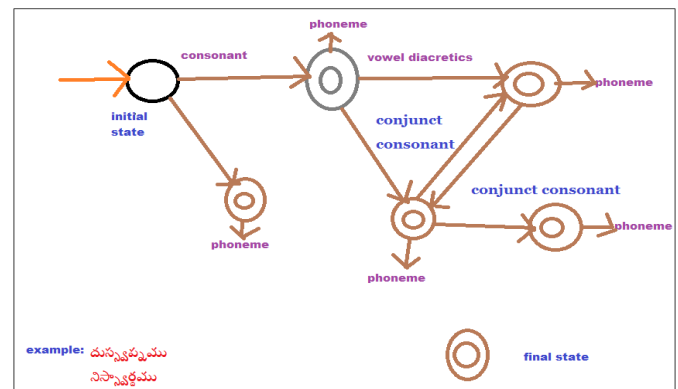 phoneme
consonant
vowel diacretics
phoneme
initial
state
conjunct
consonant
conjunct consonant
phoneme
phoneme
phoneme
example: దుస్స్వప్నము
నిస్స్వార్థము
final state